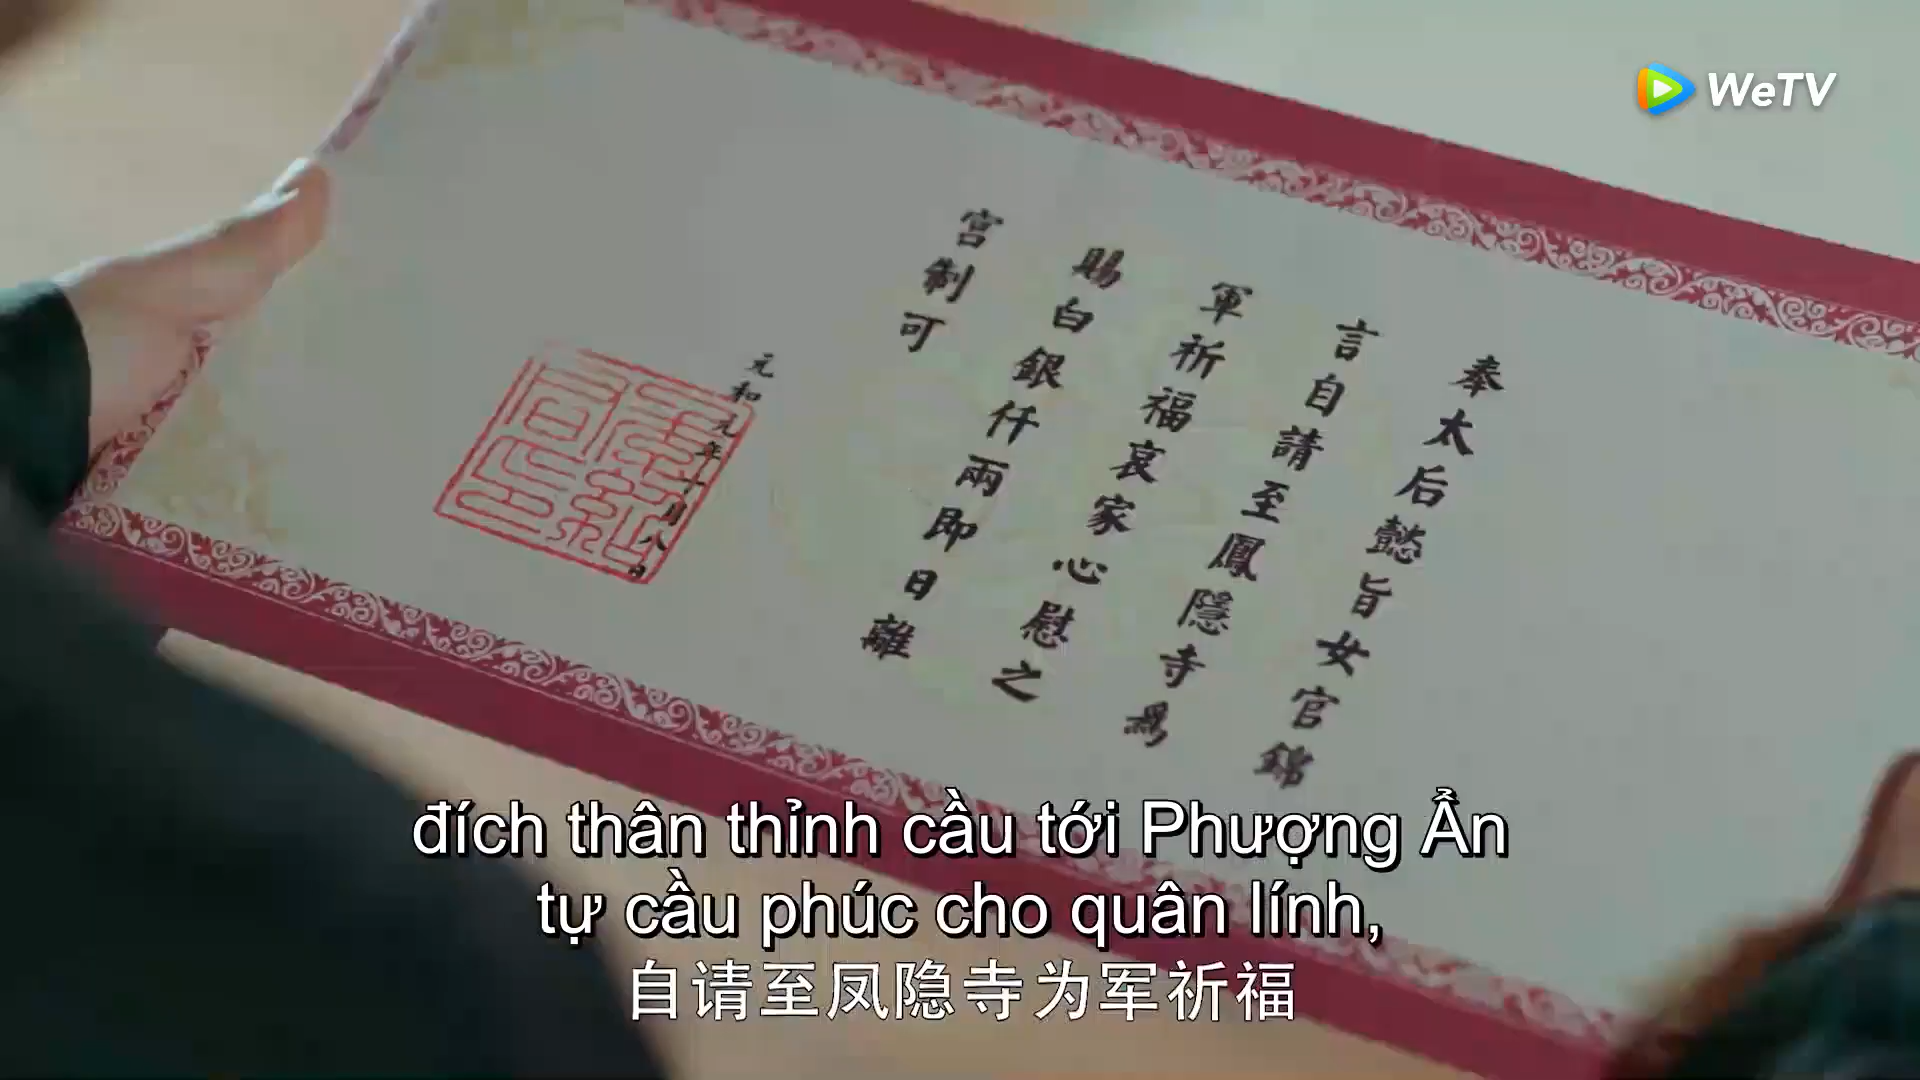 WeTV
奉太后懿旨女官錦
言自請至鳳隱寺為
軍祈福哀家心慰之
賜白銀仟兩即日離
宮制可
元和元年十月八日
đích thân thỉnh cầu tới Phượng Ẩn
tự cầu phúc cho quân lính,
自请至凤隐寺为军祈福